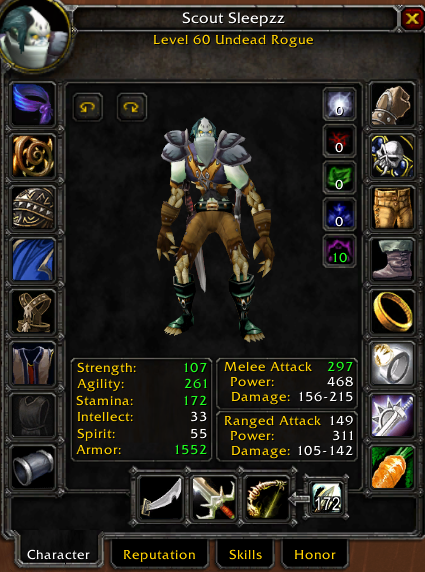 Scout Sleepzz
Level 60 Undead Rogue
0
0
0
0
10
Strength: 107
Agility: 261
Stamina: 172
Intellect: 33
Spirit: 55
Armor: 1552
Melee Attack 297
Power: 468
Damage: 156-215
Ranged Attack 149
Power: 311
Damage: 105-142
172
Character Reputation Skills Honor